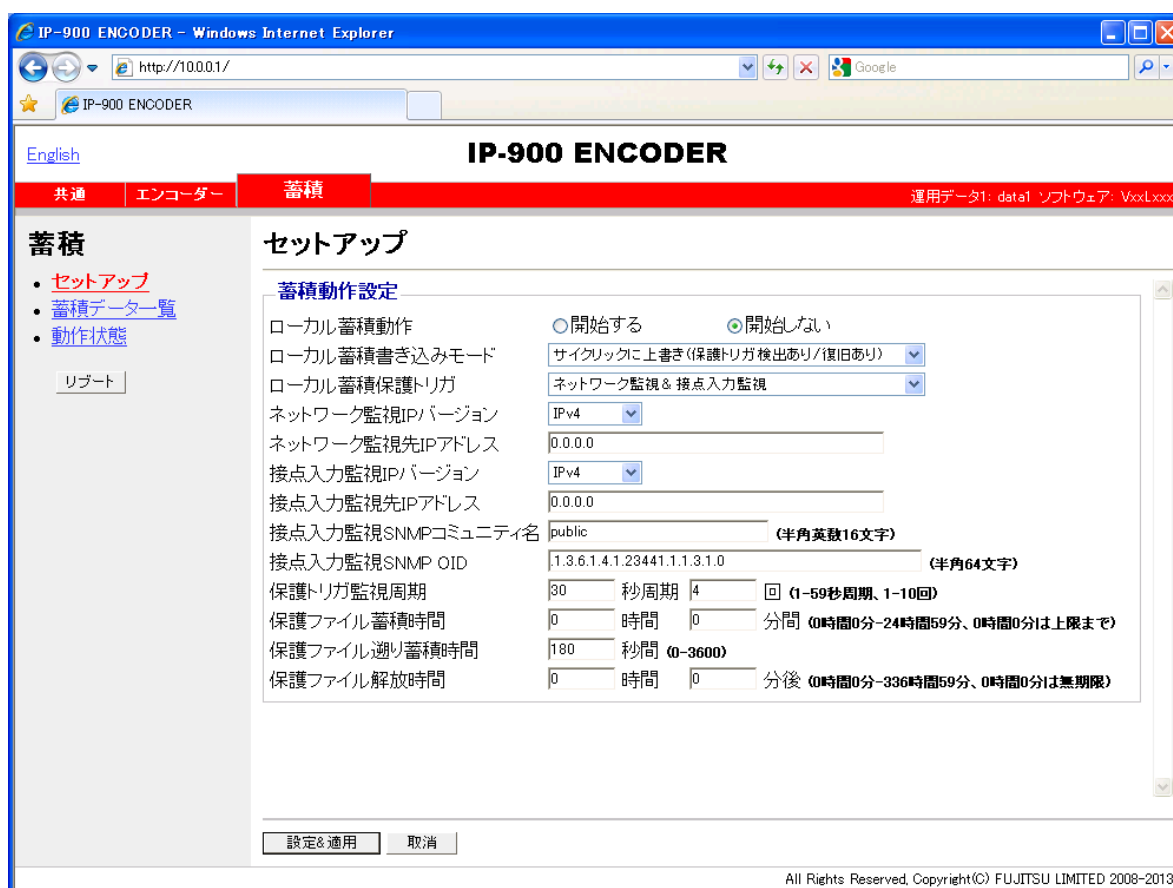 IP-900 ENCODER - Windows Internet Explorer
http://10.0.0.1/
Google
IP-900 ENCODER
English
IP-900 ENCODER
共通 エンコーダー 蓄積 運用データ1: data1 ソフトウェア: VxxLxxx
蓄積
セットアップ
蓄積データ一覧
動作状態
リブート
セットアップ
蓄積動作設定
ローカル蓄積動作 開始する 開始しない
ローカル蓄積書き込みモード サイクリックに上書き(保護トリガ検出あり/復旧あり)
ローカル蓄積保護トリガ ネットワーク監視& 接点入力監視
ネットワーク監視IPバージョン IPv4
ネットワーク監視先IPアドレス 0.0.0.0
接点入力監視IPバージョン IPv4
接点入力監視先IPアドレス 0.0.0.0
接点入力監視SNMPコミュニティ名 public (半角英数16文字)
接点入力監視SNMP OID .1.3.6.1.4.1.23441.1.1.3.1.0 (半角64文字)
保護トリガ監視周期 30 秒周期 4 回 (1-59秒周期、1-10回)
保護ファイル蓄積時間 0 時間 0 分間 (0時間0分-24時間59分、0時間0分は上限まで)
保護ファイル遡り蓄積時間 180 秒間 (0-3600)
保護ファイル解放時間 0 時間 0 分後 (0時間0分-336時間59分、0時間0分は無期限)
設定&適用 取消
All Rights Reserved, Copyright(C) FUJITSU LIMITED 2008-2013